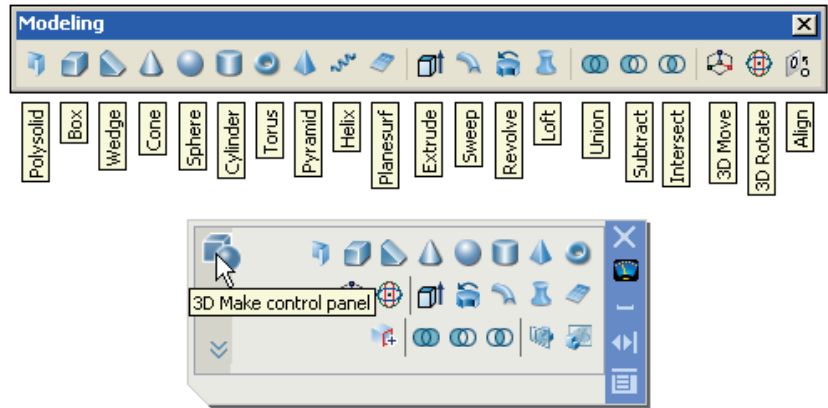 Modeling
Polysolid
Box
Wedge
Cone
Sphere
Cylinder
Torus
Pyramid
Helix
Planesurf
Extrude
Sweep
Revolve
Loft
Union
Subtract
Intersect
3D Move
3D Rotate
Align
3D Make control panel